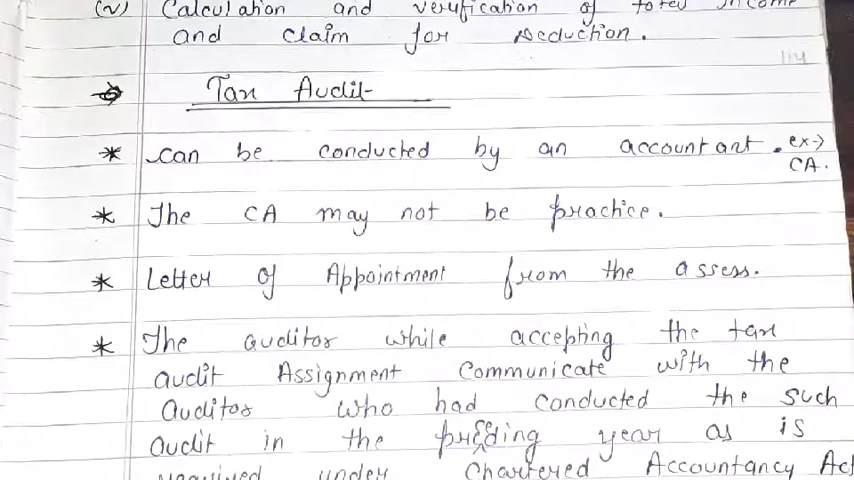 (v) Calculation and verification of total income
and claim for deduction.
114
Tax Audit
* can be conducted by an accountant. ex->
CA.
* The CA may not be practice.
* Letter of Appointment from the assess.
* The auditor while accepting the tax
audit Assignment Communicate with the
Auditor who had conducted the such
audit in the preceding year as is
required under Chartered Accountancy Act